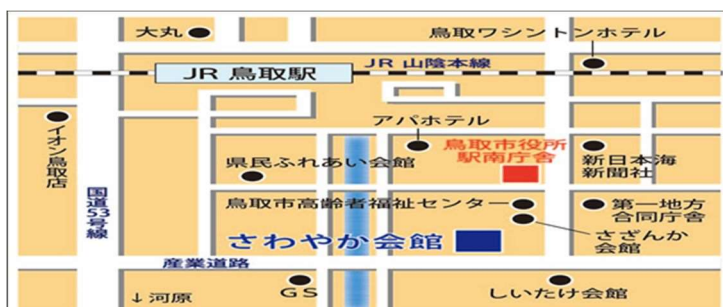 大丸
鳥取ワシントンホテル
JR 鳥取駅
JR 山陰本線
イオン鳥取店
国道53号線
アパホテル
県民ふれあい会館
鳥取市役所
駅南庁舎
新日本海
新聞社
鳥取市高齢者福祉センター
第一地方
合同庁舎
さわやか会館
さざんか
会館
産業道路
↓河原
GS
しいたけ会館